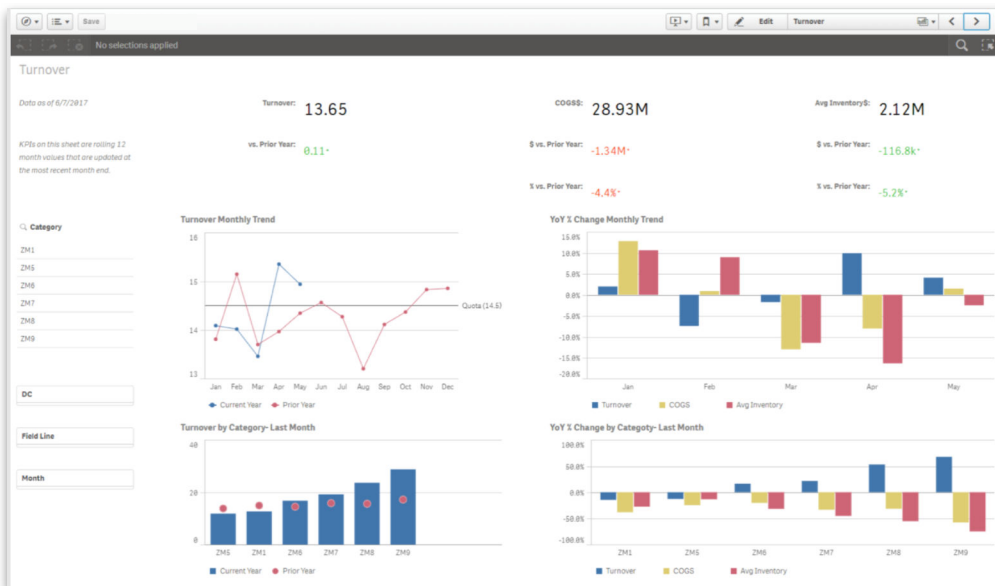 Save
Edit
Turnover
No selections applied
Turnover
Data as of 6/7/2017
KPIs on this sheet are rolling 12
month values that are updated at
the most recent month end.
Turnover: 13.65
vs. Prior Year: 0.11
COGS$: 28.93M
$ vs. Prior Year: -1.34M
% vs. Prior Year: -4.4%
Avg Inventory$: 2.12M
$ vs. Prior Year: -116.8k
% vs. Prior Year: -5.2%
Category
ZM1
ZM5
ZM6
ZM7
ZM8
ZM9
DC
Field Line
Month
Turnover Monthly Trend
16
15
14
13
Quota (14.5)
Jan Feb Mar Apr May Jun Jul Aug Sep Oct Nov Dec
Current Year Prior Year
YoY % Change Monthly Trend
15.0%
10.0%
5.0%
0.0%
-5.0%
-10.0%
-15.0%
-20.0%
Jan Feb Mar Apr May
Turnover COGS Avg Inventory
Turnover by Category- Last Month
40
20
0
ZM5 ZM1 ZM6 ZM7 ZM8 ZM9
Current Year Prior Year
YoY % Change by Categoty- Last Month
100.0%
50.0%
0.0%
-50.0%
-100.0%
ZM1 ZM5 ZM6 ZM7 ZM8 ZM9
Turnover COGS Avg Inventory